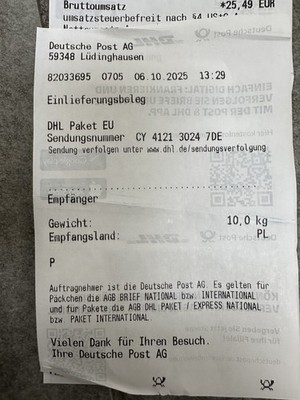 Bruttoumsatz *25,49 EUR
umsatzsteuerbefreit nach
Deutsche Post AG
59348 Lüdinghausen
82033695 0705 06.10.2025 13:29
Einlieferungsbeleg
DHL Paket EU
Sendungsnummer CY 4121 3024 7DE
Sendung verfolgen unter www.dhl.de/sendungsverfolgung
Empfänger
Gewicht: 10,0 kg
Empfangsland: PL
P
Auftragnehmer ist die Deutsche Post AG. Es gelten für
Päckchen die AGB BRIEF NATIONAL bzw. INTERNATIONAL
und für Pakete die AGB DHL PAKET / EXPRESS NATIONAL
bzw. PAKET INTERNATIONAL.
Vielen Dank für Ihren Besuch.
Ihre Deutsche Post AG